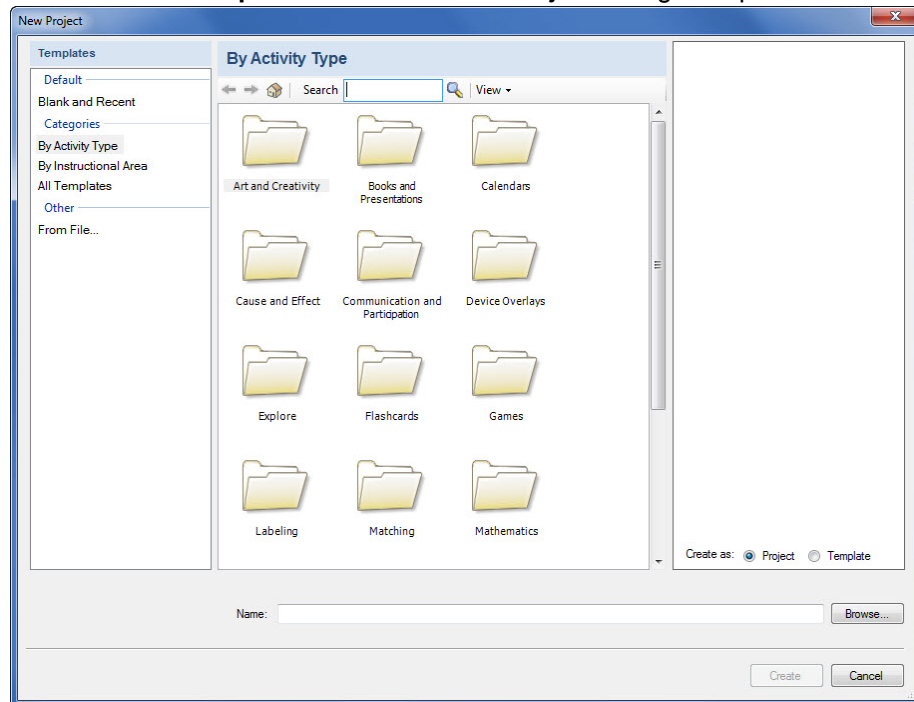 New Project
Templates
Default
Blank and Recent
Categories
By Activity Type
By Instructional Area
All Templates
Other
From File...
By Activity Type
Search
View
Art and Creativity
Books and
Presentations
Calendars
Cause and Effect
Communication and
Participation
Device Overlays
Explore
Flashcards
Games
Labeling
Matching
Mathematics
Create as: Project Template
Name:
Browse...
Create
Cancel